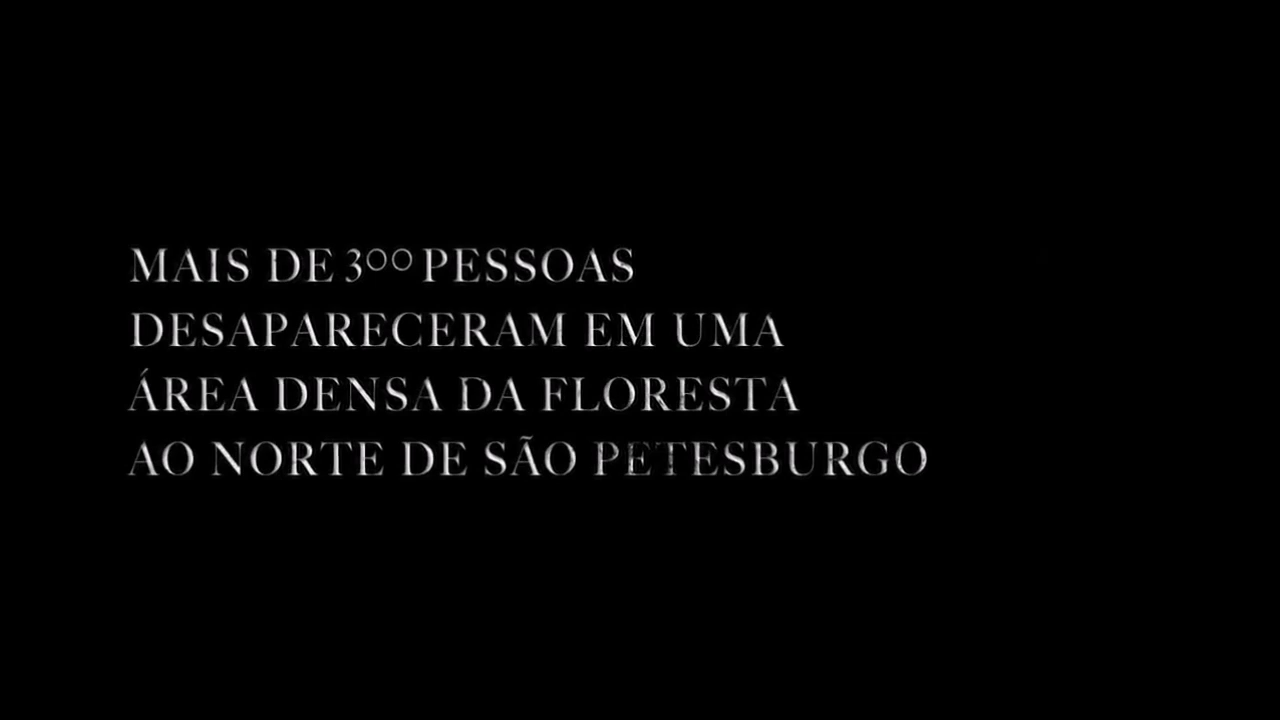 MAIS DE 300 PESSOAS
DESAPARECERAM EM UMA
ÁREA DENSA DA FLORESTA
AO NORTE DE SÃO PETESBURGO